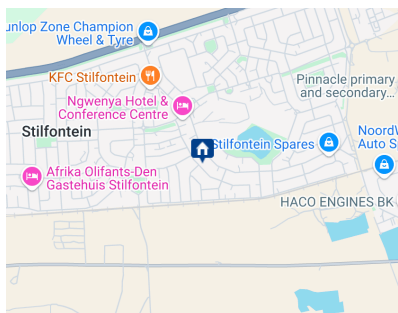 unlop Zone Champion
Wheel & Tyre
KFC Stilfontein
Pinnacle primary
and secondary...
Ngwenya Hotel &
Conference Centre
Stilfontein
Stilfontein Spares
NoordW
Auto S
Afrika Olifants-Den
Gastehuis Stilfontein
HACO ENGINES BK